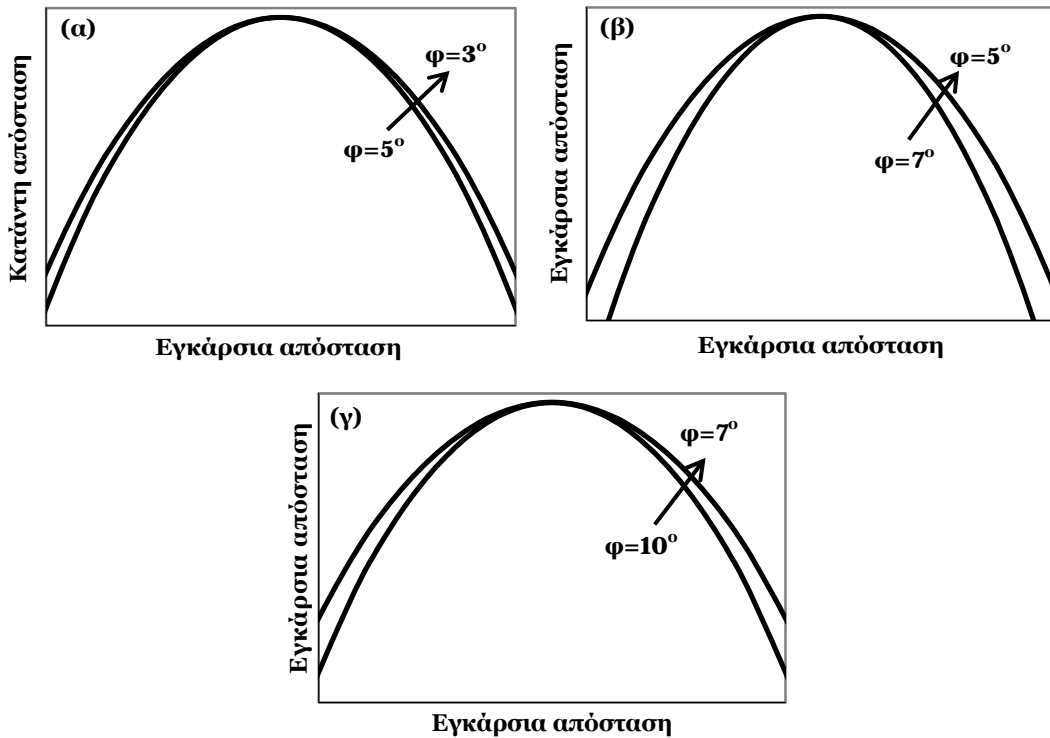 (α)
φ=3°
φ=5°
Κατάντη απόσταση
Εγκάρσια απόσταση
(β)
φ=5°
φ=7°
Εγκάρσια απόσταση
Εγκάρσια απόσταση
(γ)
φ=7°
φ=10°
Εγκάρσια απόσταση
Εγκάρσια απόσταση